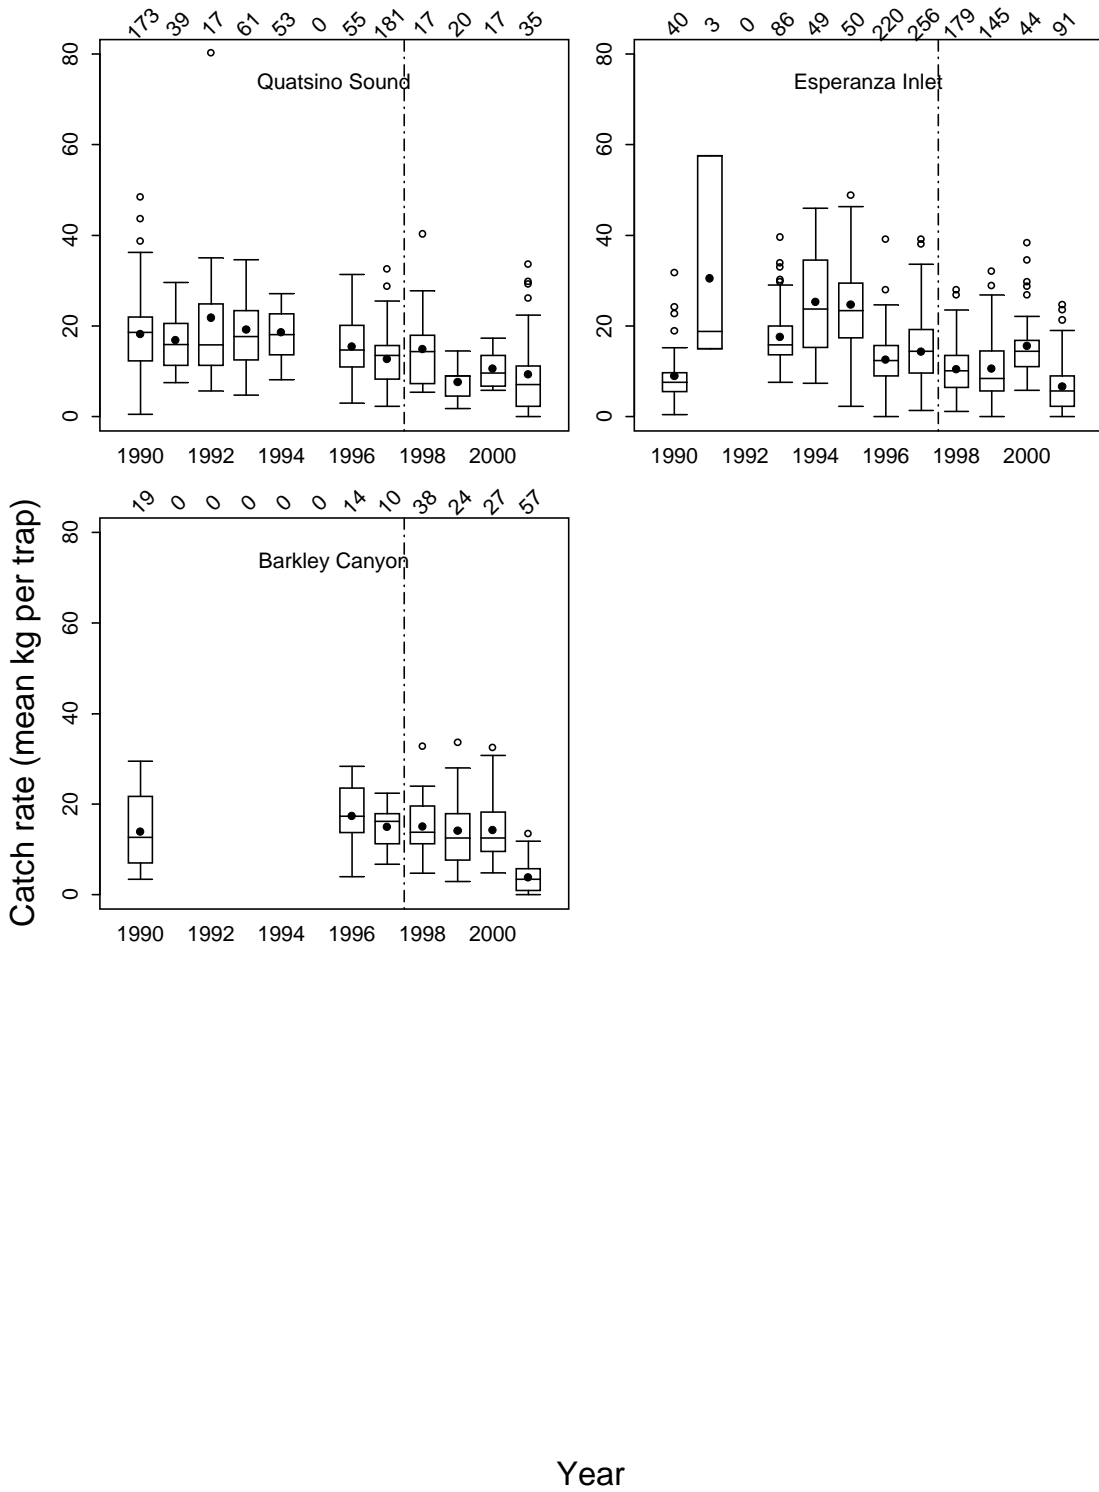 173 39 17 61 53 0 55 181 17 20 17 35
Quatsino Sound
80
60
40
20
0
1990 1992 1994 1996 1998 2000
40 3 0 86 49 50 220 256 179 145 44 91
Esperanza Inlet
80
60
40
20
0
1990 1992 1994 1996 1998 2000
19 0 0 0 0 0 14 10 38 24 27 57
Barkley Canyon
80
60
40
20
0
1990 1992 1994 1996 1998 2000
Catch rate (mean kg per trap)
Year